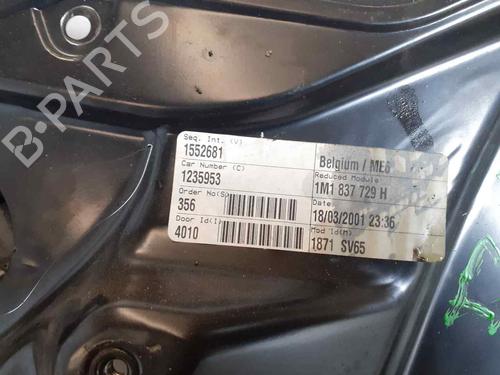 B-PARTS
Seq. Int. (V)
1552681
Car Number (C)
1235953
Order No(S)
356
Door Id(I)
4010
Belgium / ME6
Reduced Module
1M1 837 729 H
Date:
18/03/2001 23:36
Mod Id(M)
1871 SV65